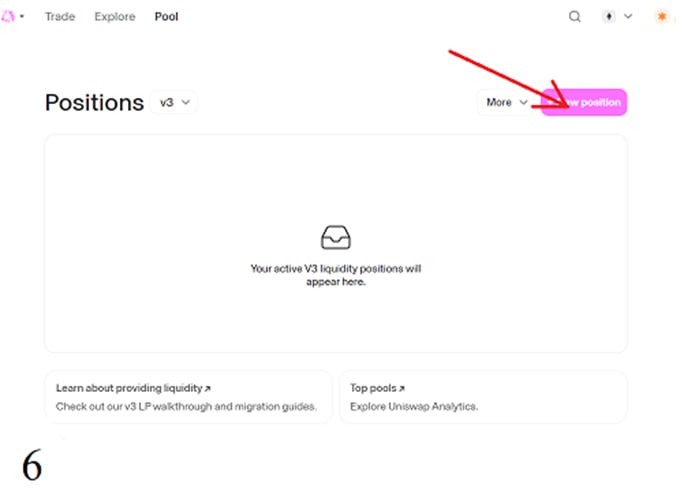 Trade Explore Pool
Positions v3 More position
Your active V3 liquidity positions will
appear here.
Learn about providing liquidity ↗ Top pools ↗
Check out our v3 LP walkthrough and migration guides. Explore Uniswap Analytics.
6